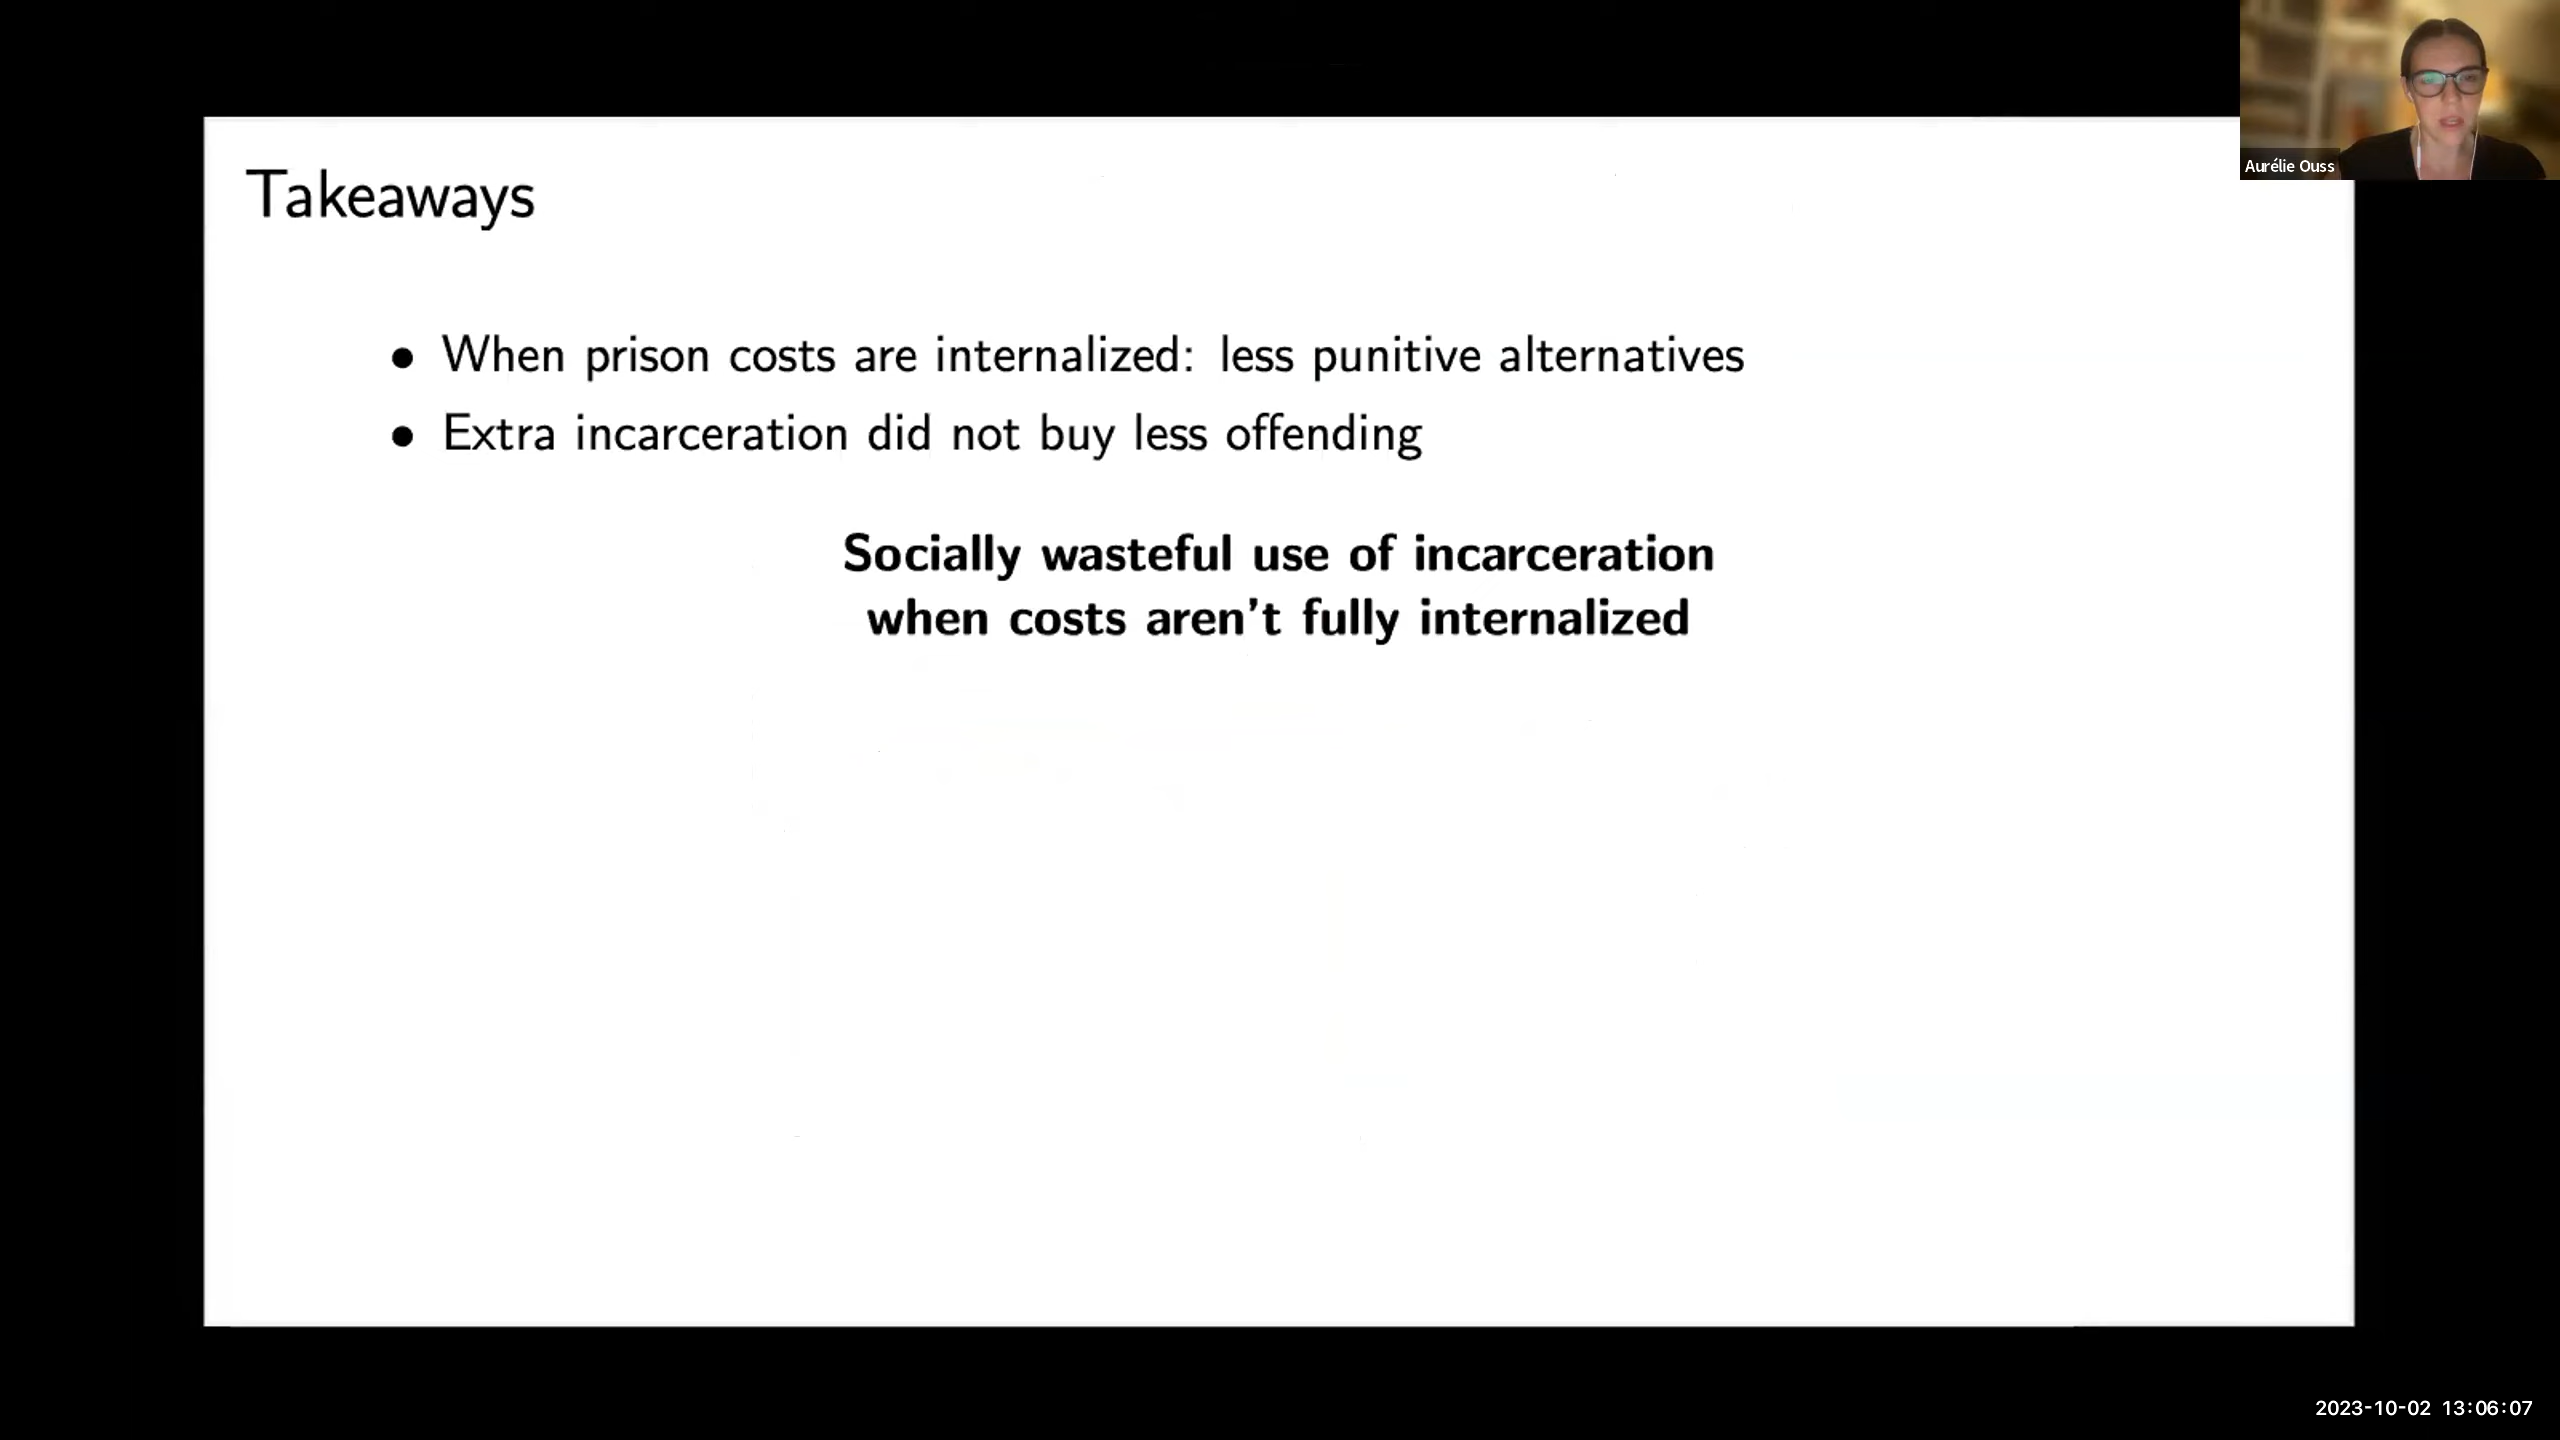 Aurélie Ouss
Takeaways
• When prison costs are internalized: less punitive alternatives
• Extra incarceration did not buy less offending
Socially wasteful use of incarceration
when costs aren't fully internalized
2023-10-02 13:06:07